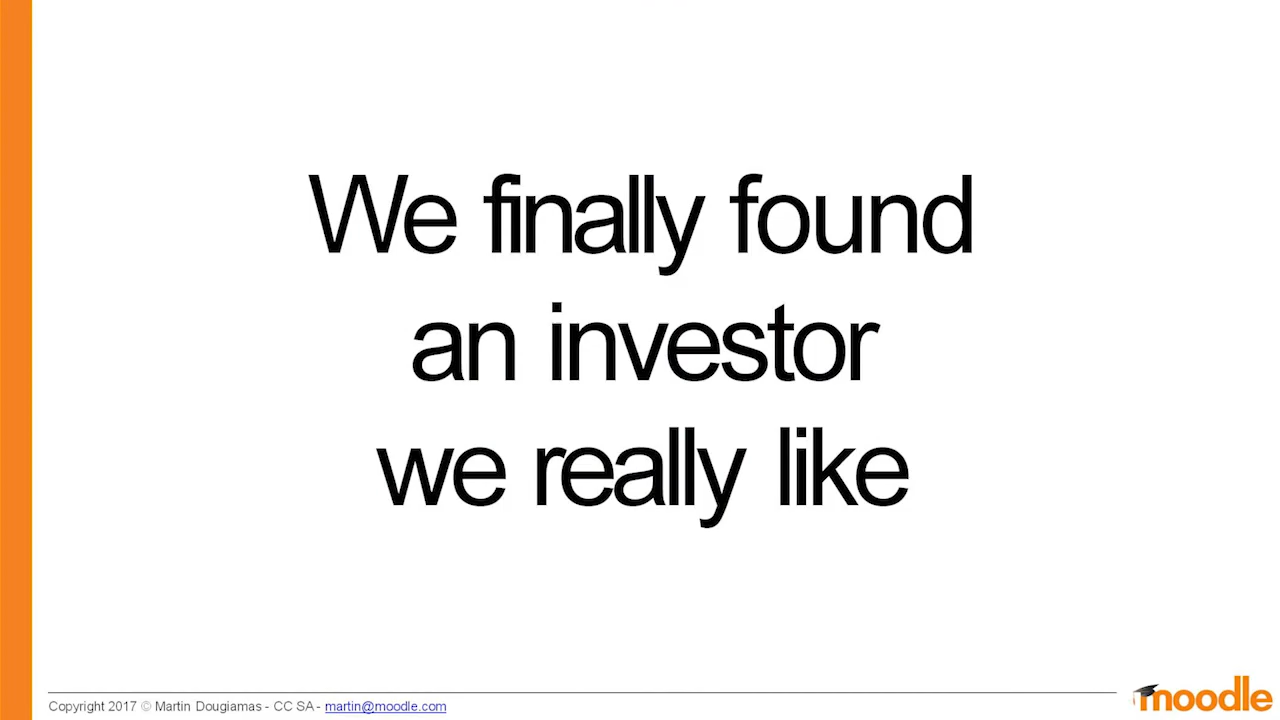 We finally found
an investor
we really like
Copyright 2017 © Martin Dougiamas - CC SA - martin@moodle.com
moodle